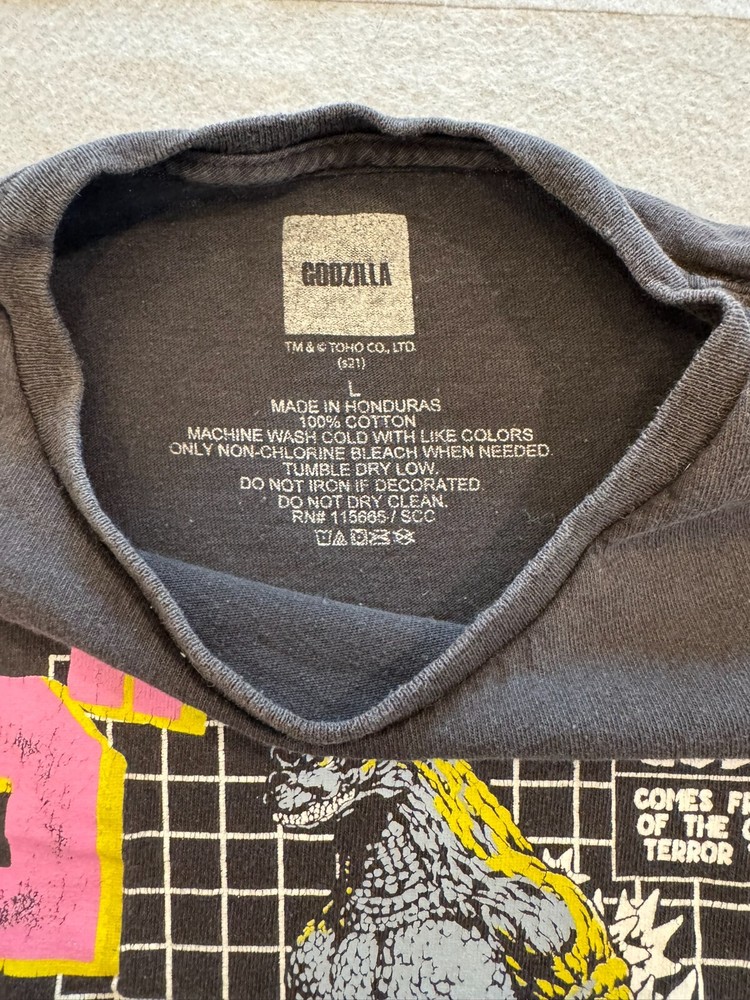 GODZILLA
TM & © TOHO CO., LTD.
(s21)
L
MADE IN HONDURAS
100% COTTON
MACHINE WASH COLD WITH LIKE COLORS
ONLY NON-CHLORINE BLEACH WHEN NEEDED
TUMBLE DRY LOW.
DO NOT IRON IF DECORATED
DO NOT DRY CLEAN.
RN# 115665 / SCC
COMES
OF THE
TERROR